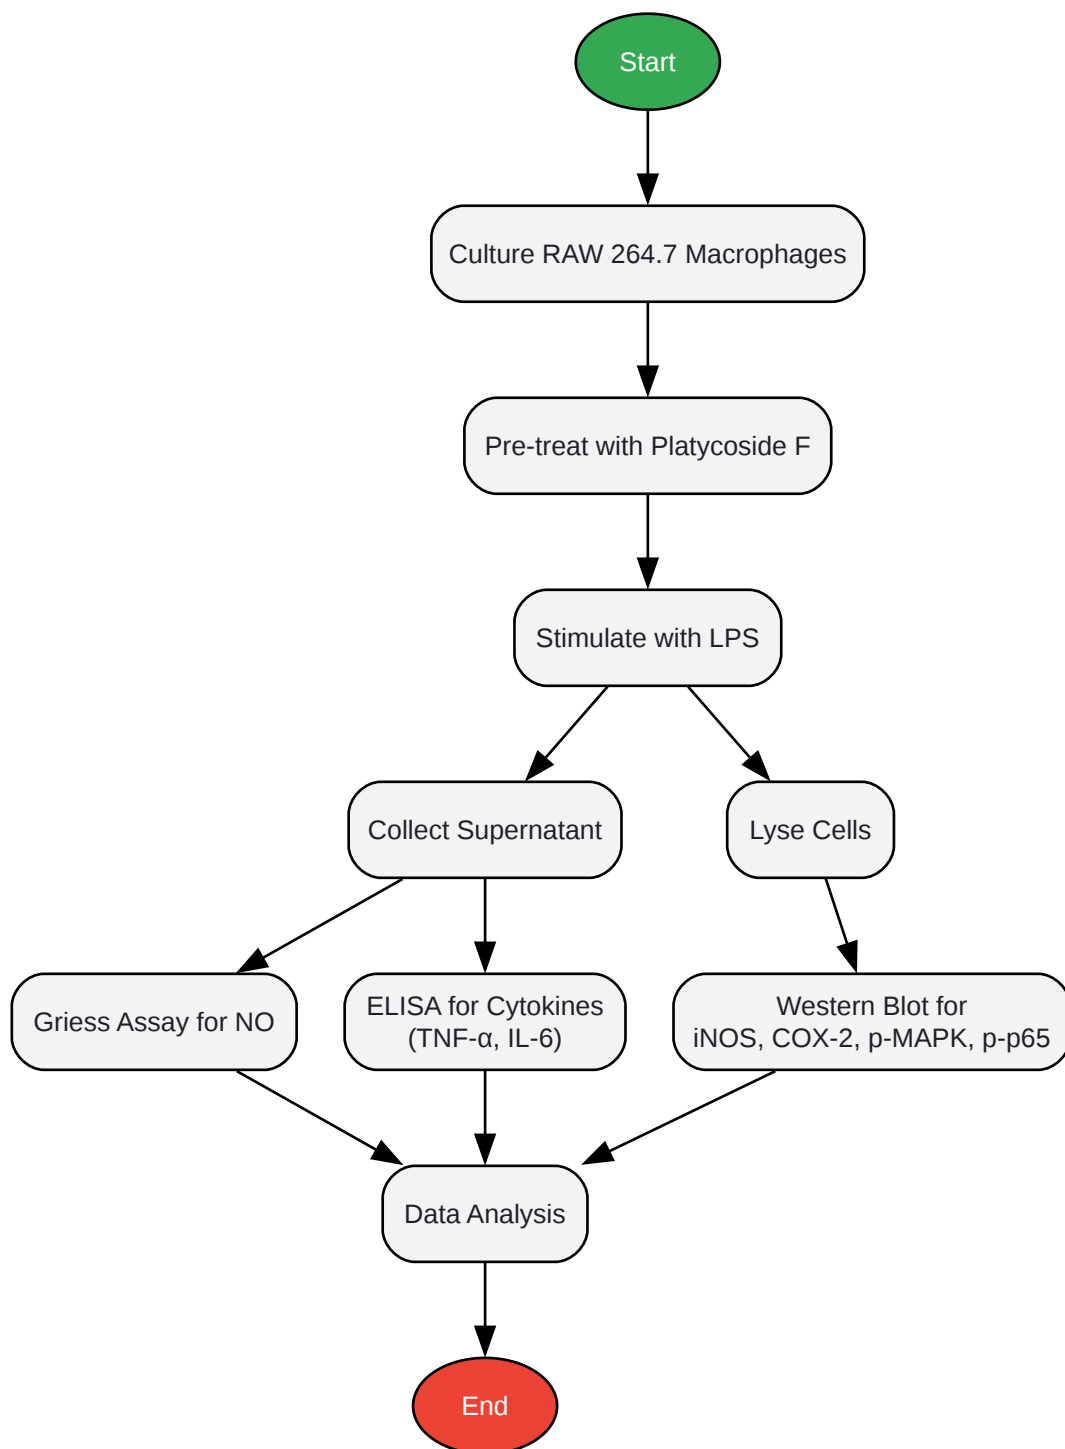 Start
Culture RAW 264.7 Macrophages
Pre-treat with Platycoside F
Stimulate with LPS
Collect Supernatant
Lyse Cells
Griess Assay for NO
ELISA for Cytokines
(TNF-α, IL-6)
Western Blot for
iNOS, COX-2, p-MAPK, p-p65
Data Analysis
End